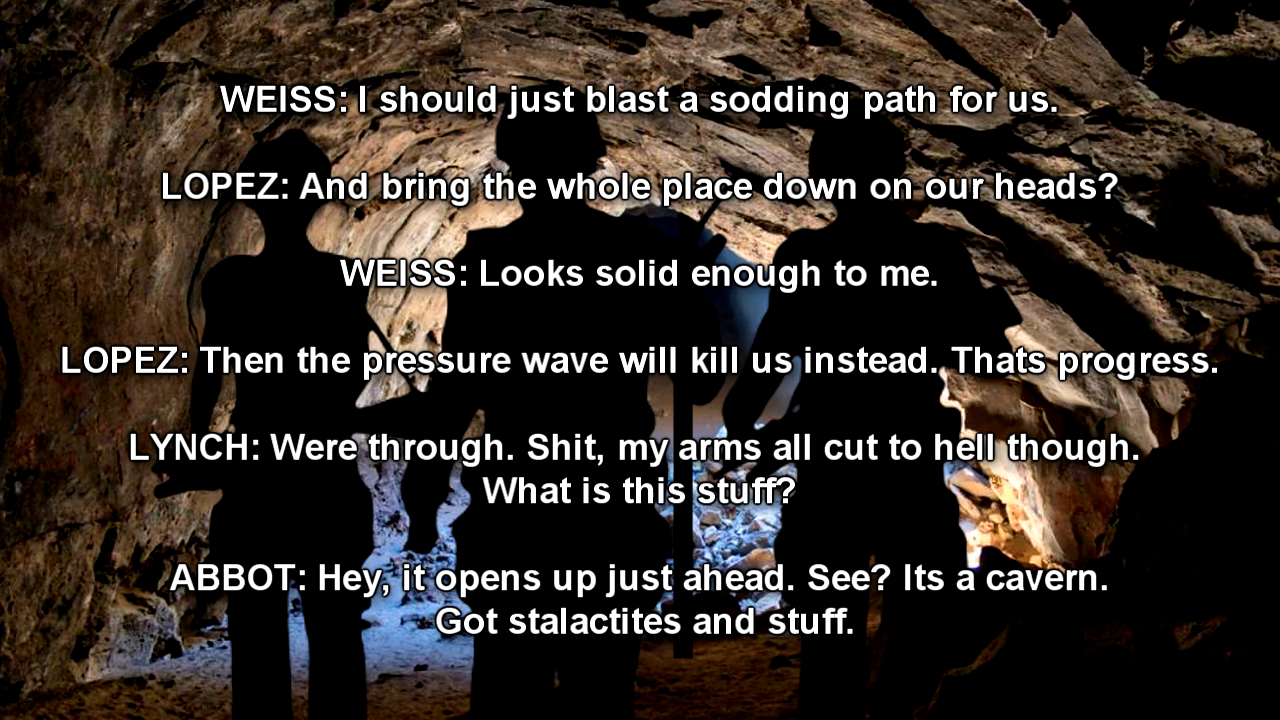 WEISS: I should just blast a sodding path for us.
LOPEZ: And bring the whole place down on our heads?
WEISS: Looks solid enough to me.
LOPEZ: Then the pressure wave will kill us instead. Thats progress.
LYNCH: Were through. Shit, my arms all cut to hell though.
What is this stuff?
ABBOT: Hey, it opens up just ahead. See? Its a cavern.
Got stalactites and stuff.